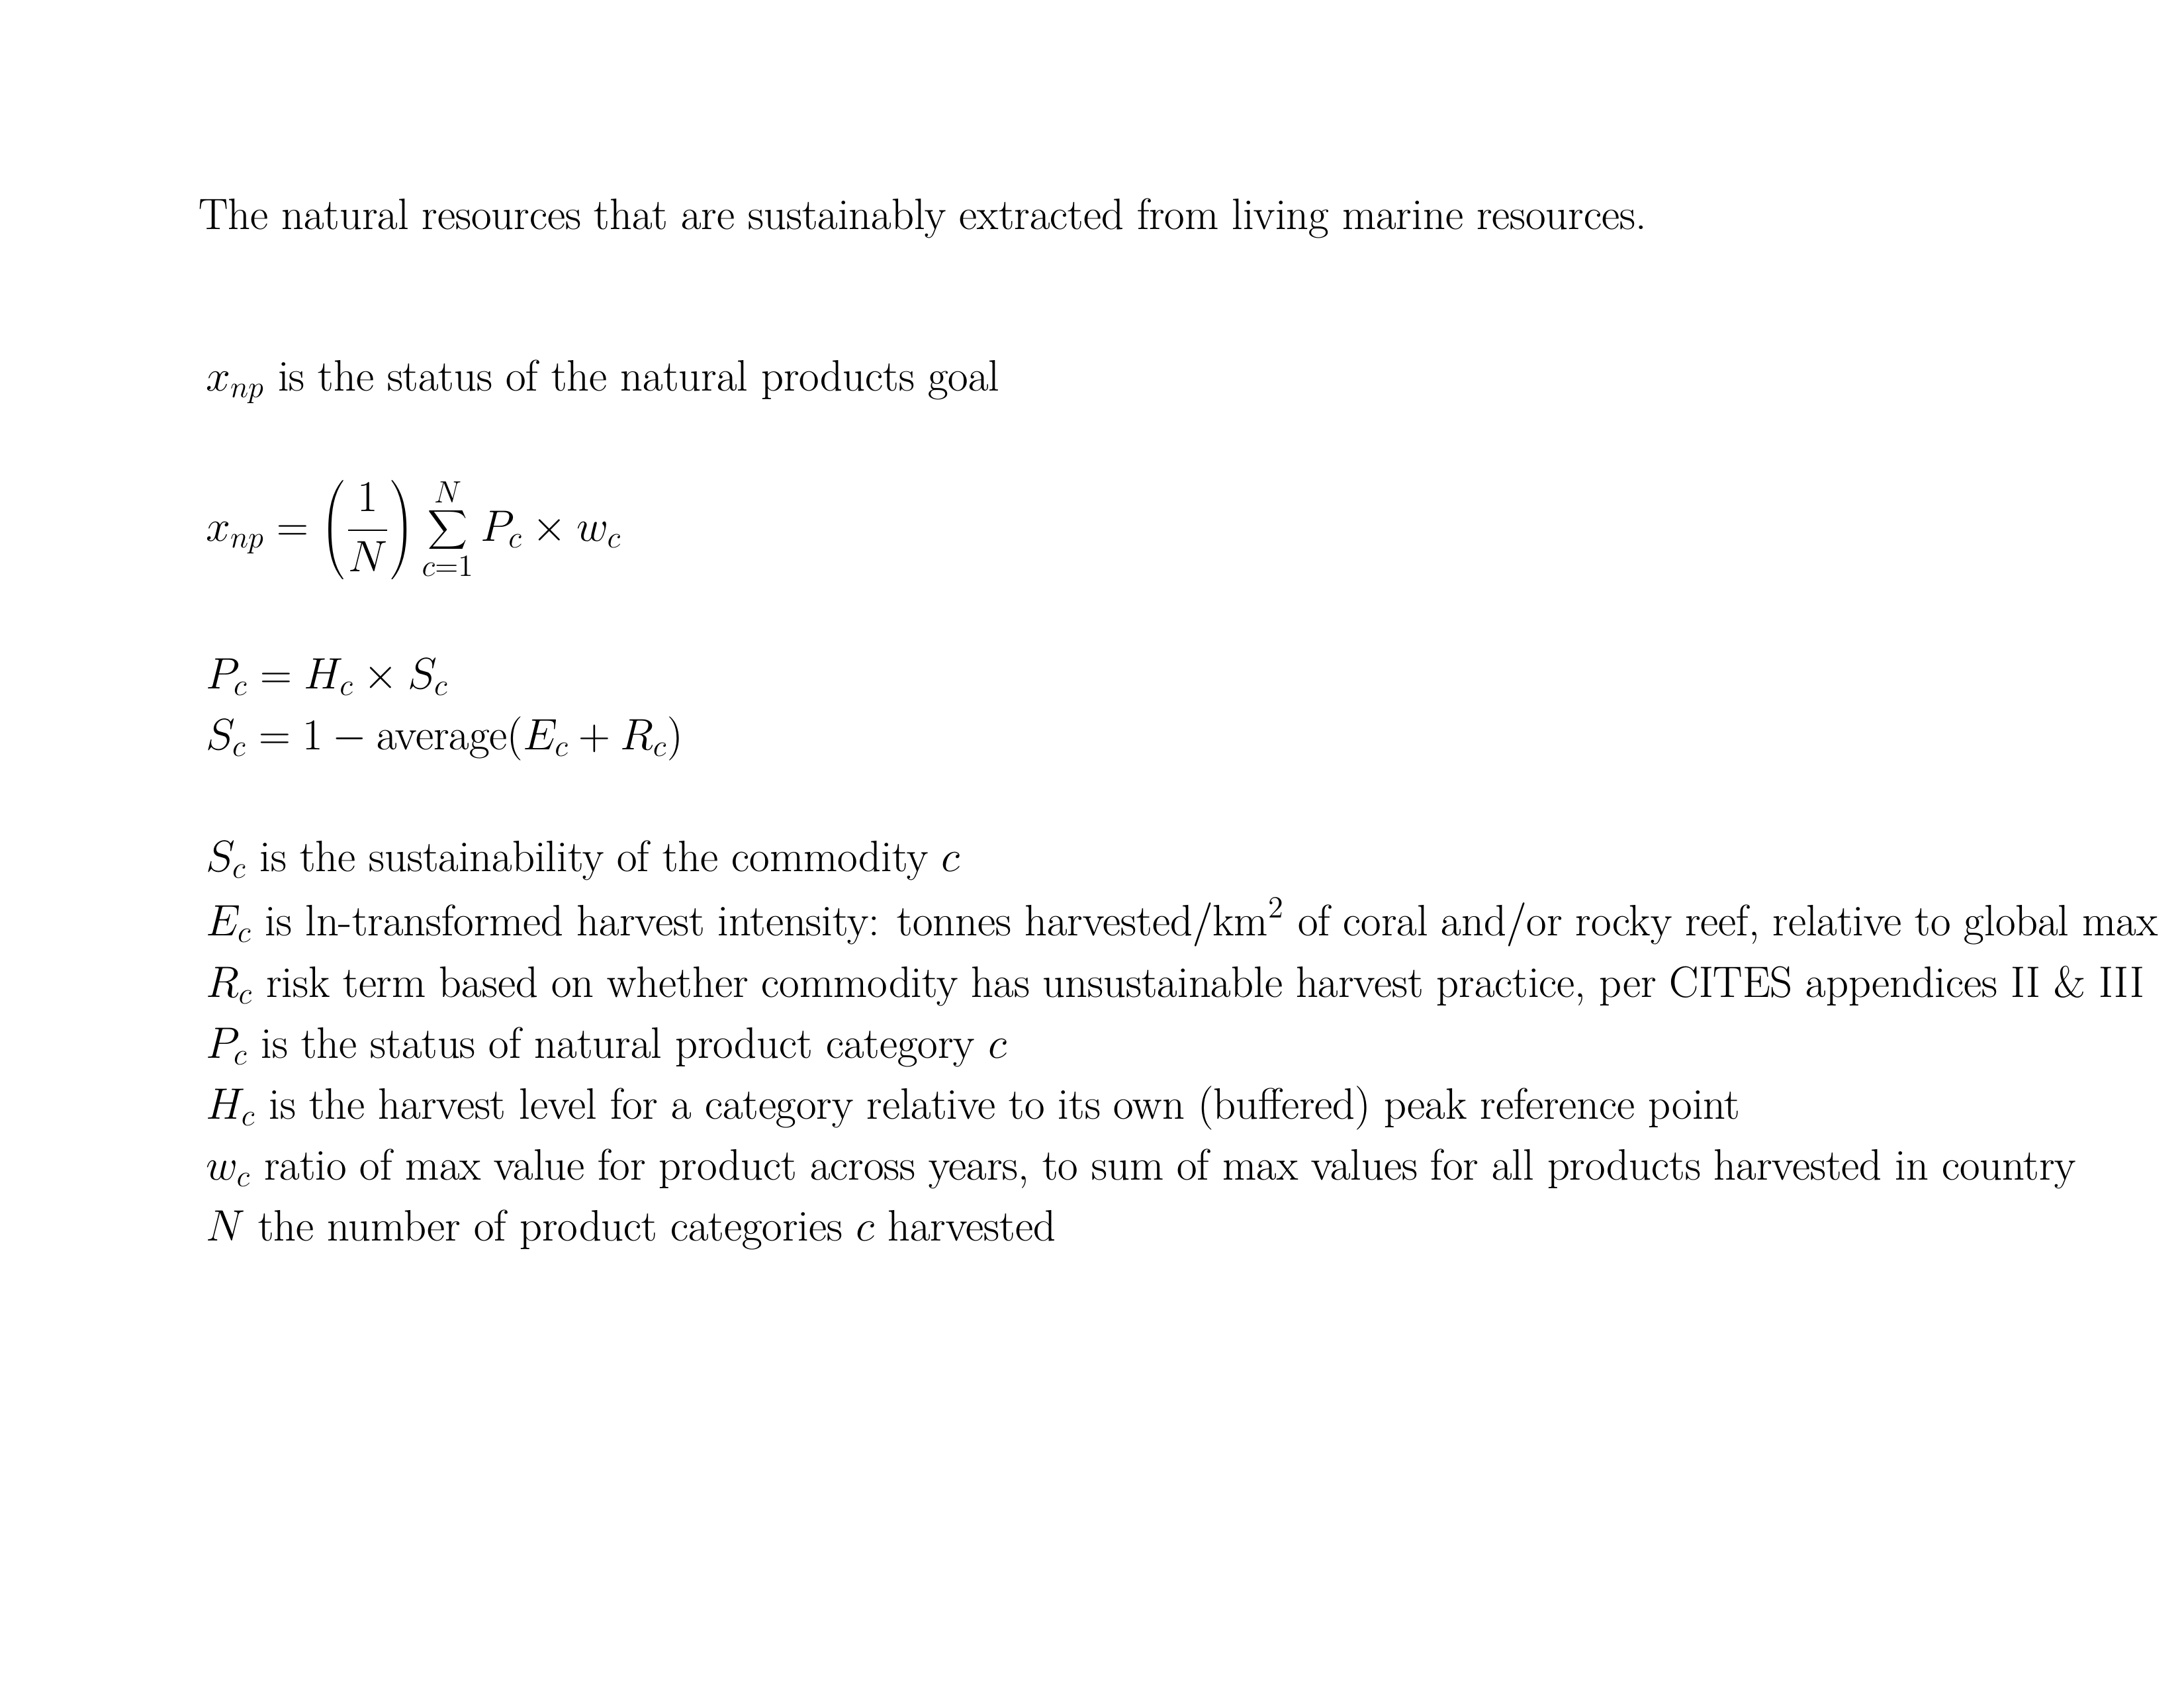 The natural resources that are sustainably extracted from living marine resources.
x_{np} is the status of the natural products goal
x_{np} = \left(\frac{1}{N}\right) \sum_{c=1}^{N} P_c \times w_c
P_c = H_c × S_c
S_c = 1 − average(E_c + R_c)
S_c is the sustainability of the commodity c
E_c is ln-transformed harvest intensity: tonnes harvested/km² of coral and/or rocky reef, relative to global max
R_c risk term based on whether commodity has unsustainable harvest practice, per CITES appendices II & III
P_c is the status of natural product category c
H_c is the harvest level for a category relative to its own (buffered) peak reference point
w_c ratio of max value for product across years, to sum of max values for all products harvested in country
N the number of product categories c harvested